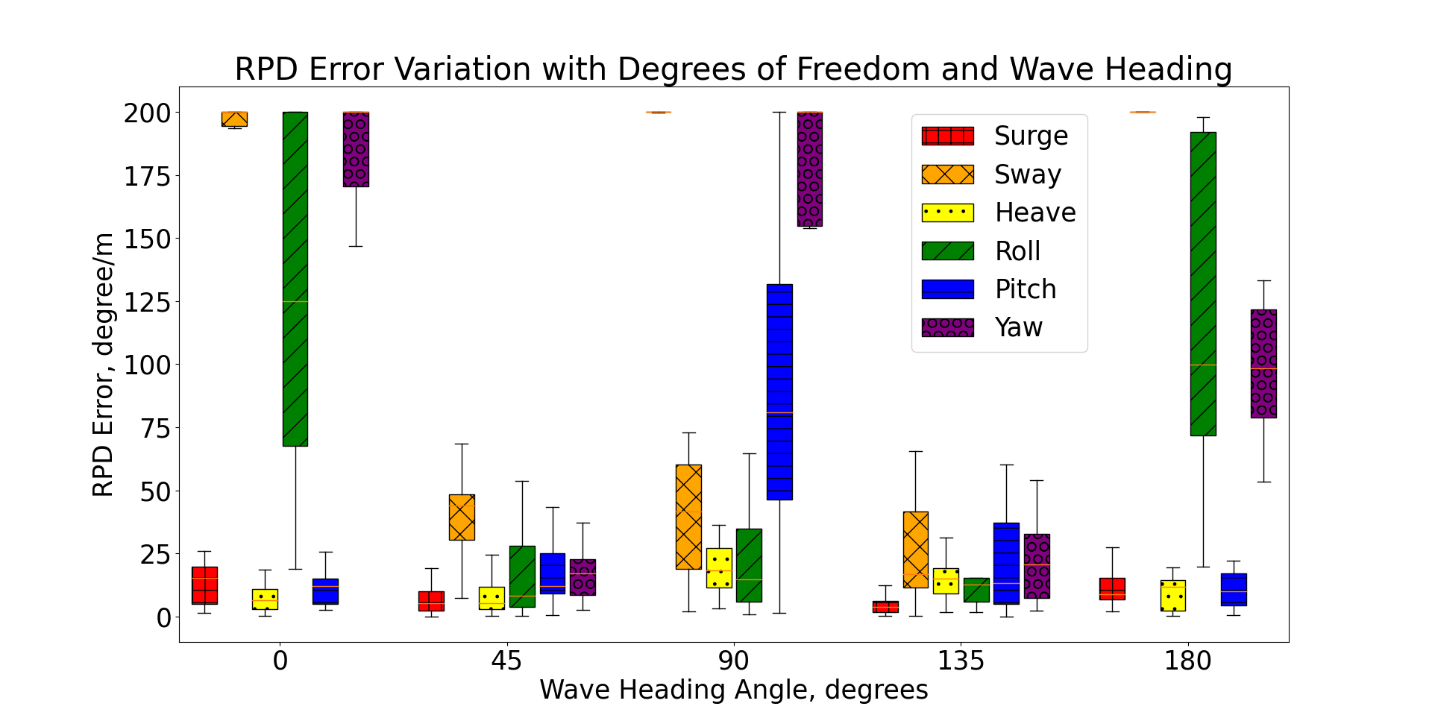 RPD Error Variation with Degrees of Freedom and Wave Heading
RPD Error, degree/m
200
175
150
125
100
75
50
25
0
Surge
Sway
Heave
Roll
Pitch
Yaw
0 45 90 135 180
Wave Heading Angle, degrees